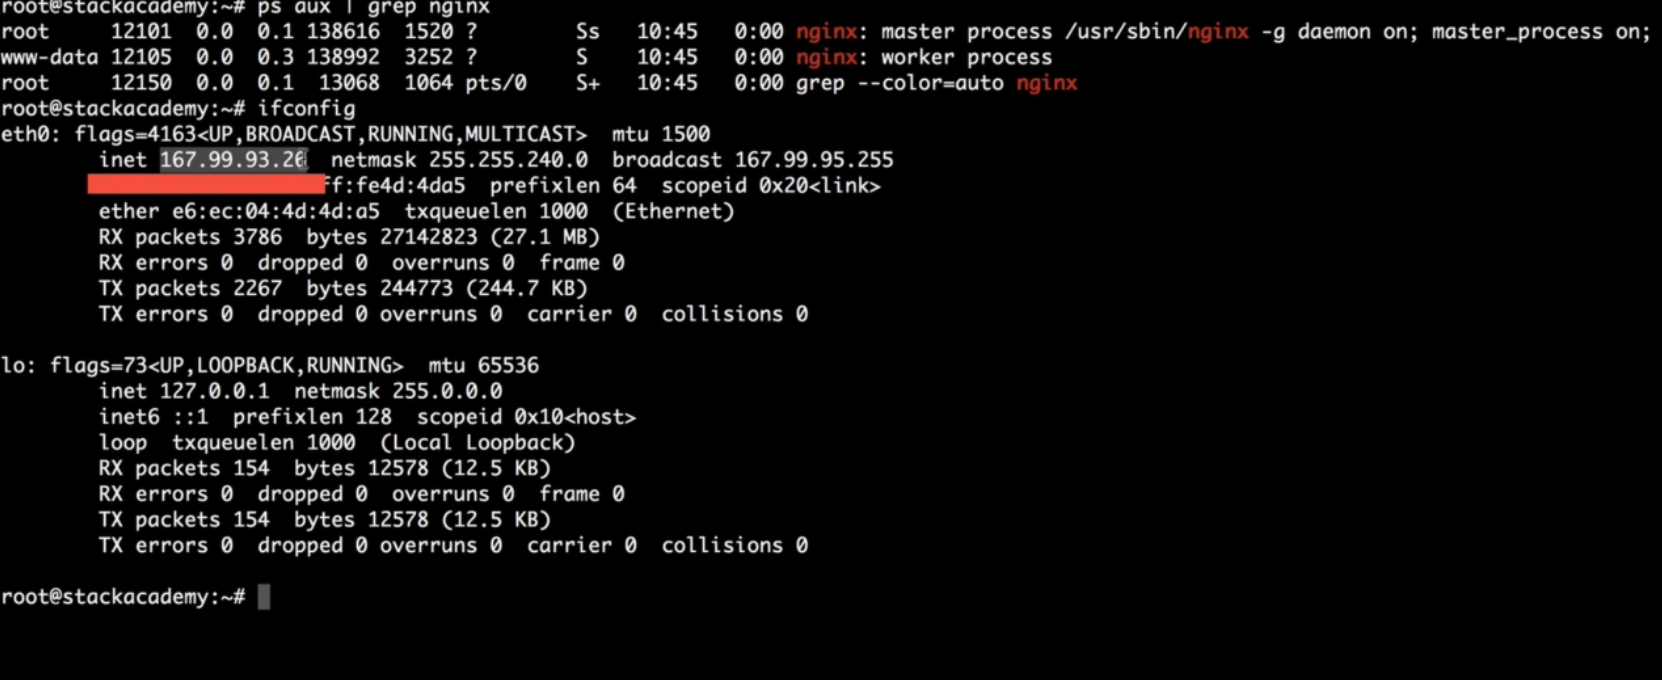 root@stackacademy:~# ps aux | grep nginx
root     12101  0.0  0.1 138616  1520 ?        Ss   10:45   0:00 nginx: master process /usr/sbin/nginx -g daemon on; master_process on;
www-data 12105  0.0  0.3 138992  3252 ?        S    10:45   0:00 nginx: worker process
root     12150  0.0  0.1  13068  1064 pts/0    S+   10:45   0:00 grep --color=auto nginx
root@stackacademy:~# ifconfig
eth0: flags=4163<UP,BROADCAST,RUNNING,MULTICAST>  mtu 1500
        inet 167.99.93.26  netmask 255.255.240.0  broadcast 167.99.95.255
        ff:fe4d:4da5  prefixlen 64  scopeid 0x20<link>
        ether e6:ec:04:4d:4d:a5  txqueuelen 1000  (Ethernet)
        RX packets 3786  bytes 27142823 (27.1 MB)
        RX errors 0  dropped 0  overruns 0  frame 0
        TX packets 2267  bytes 244773 (244.7 KB)
        TX errors 0  dropped 0 overruns 0  carrier 0  collisions 0
lo: flags=73<UP,LOOPBACK,RUNNING>  mtu 65536
        inet 127.0.0.1  netmask 255.0.0.0
        inet6 ::1  prefixlen 128  scopeid 0x10<host>
        loop  txqueuelen 1000  (Local Loopback)
        RX packets 154  bytes 12578 (12.5 KB)
        RX errors 0  dropped 0  overruns 0  frame 0
        TX packets 154  bytes 12578 (12.5 KB)
        TX errors 0  dropped 0 overruns 0  carrier 0  collisions 0
root@stackacademy:~#